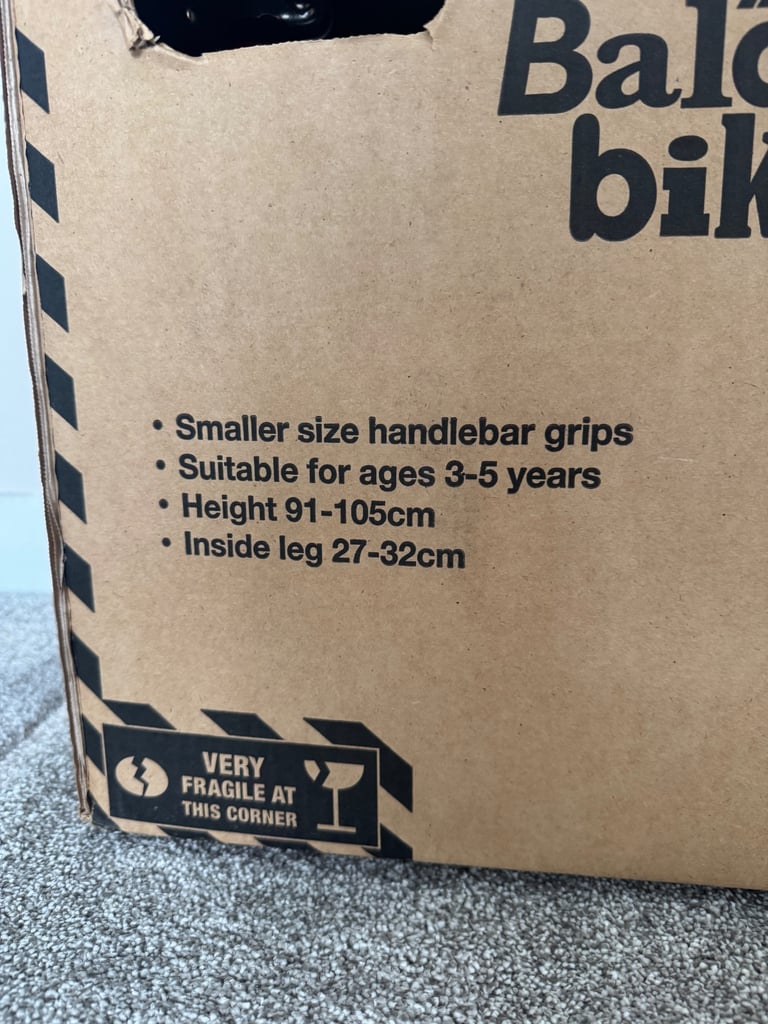 bik
• Smaller size handlebar grips
• Suitable for ages 3-5 years
• Height 91-105cm
• Inside leg 27-32cm
VERY
FRAGILE AT
THIS CORNER